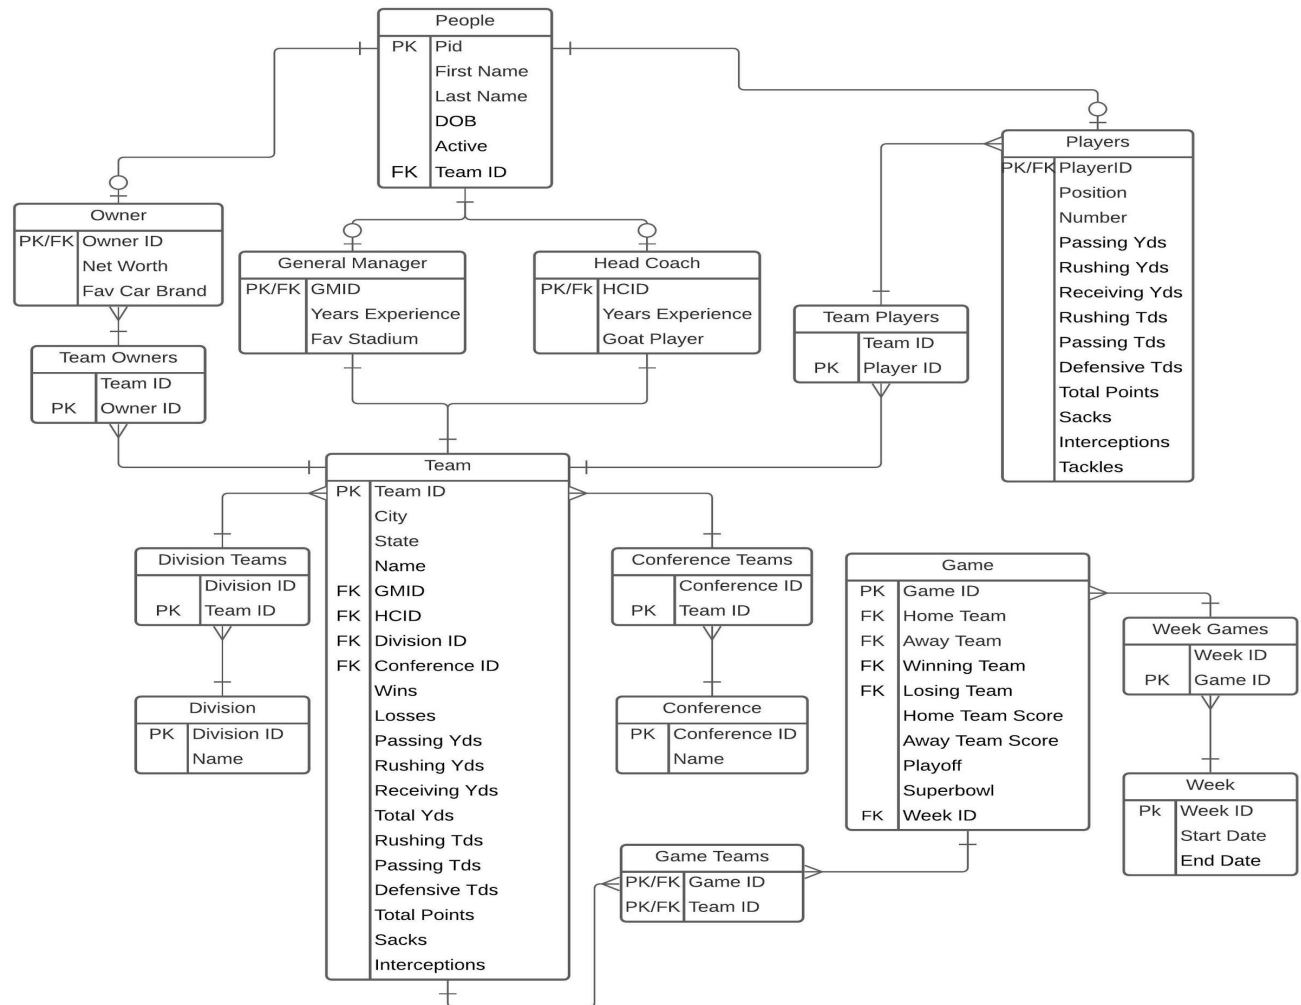 People
PK Pid
First Name
Last Name
DOB
Active
FK Team ID
Players
PK/FK PlayerID
Position
Number
Passing Yds
Rushing Yds
Receiving Yds
Rushing Tds
Passing Tds
Defensive Tds
Total Points
Sacks
Interceptions
Tackles
Owner
PK/FK Owner ID
Net Worth
Fav Car Brand
General Manager
PK/FK GMID
Years Experience
Fav Stadium
Head Coach
PK/Fk HCID
Years Experience
Goat Player
Team Players
Team ID
PK Player ID
Team Owners
Team ID
PK Owner ID
Team
PK Team ID
City
State
Name
FK GMID
FK HCID
FK Division ID
FK Conference ID
Wins
Losses
Passing Yds
Rushing Yds
Receiving Yds
Total Yds
Rushing Tds
Passing Tds
Defensive Tds
Total Points
Sacks
Interceptions
Division Teams
Division ID
PK Team ID
Division
PK Division ID
Name
Conference Teams
Conference ID
PK Team ID
Conference
PK Conference ID
Name
Game
PK Game ID
FK Home Team
FK Away Team
FK Winning Team
FK Losing Team
Home Team Score
Away Team Score
Playoff
Superbowl
FK Week ID
Week Games
Week ID
PK Game ID
Week
Pk Week ID
Start Date
End Date
Game Teams
PK/FK Game ID
PK/FK Team ID